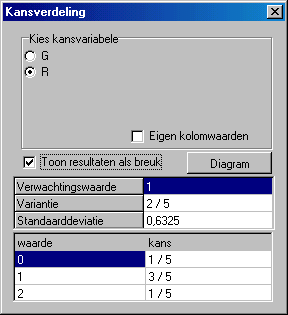 Kansverdeling
Kies kansvariabele
G
R
Eigen kolomwaarden
Toon resultaten als breuk
Diagram
Verwachtingswaarde 1
Variantie 2 / 5
Standaarddeviatie 0,6325
waarde kans
0 1 / 5
1 3 / 5
2 1 / 5